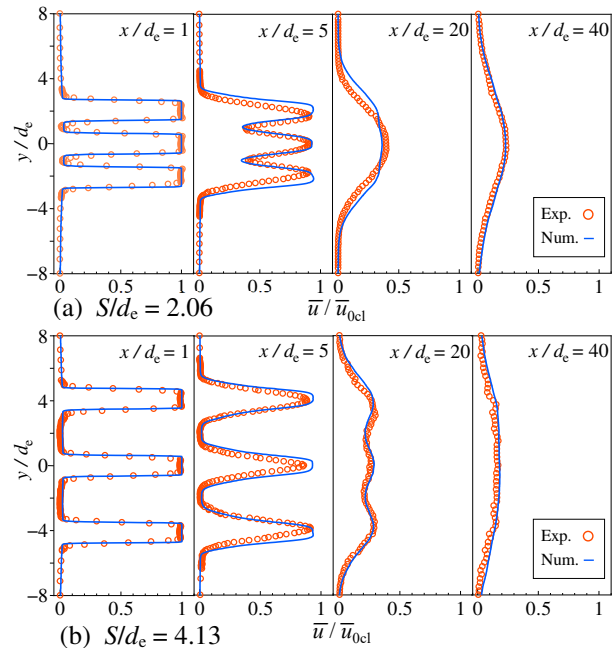 x / de = 1 x / de = 5 x / de = 20 x / de = 40
8
4
0
−4
−8
y / de
Exp.
Num.
0 0.5 1 0 0.5 1 0 0.5 1 0 0.5 1
(a) S/de = 2.06 u / u0cl
x / de = 1 x / de = 5 x / de = 20 x / de = 40
8
4
0
−4
−8
y / de
Exp.
Num.
0 0.5 1 0 0.5 1 0 0.5 1 0 0.5 1
u / u0cl
(b) S/de = 4.13